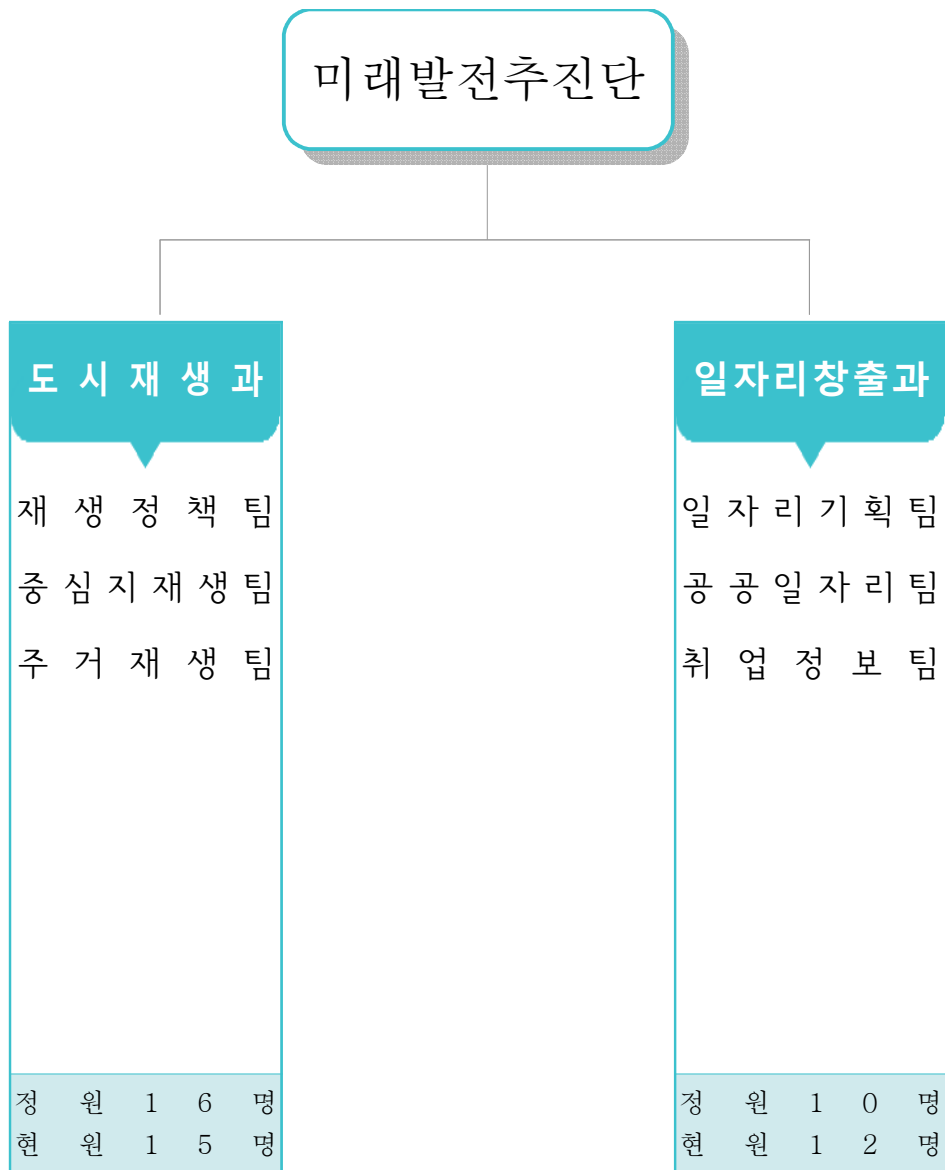 미래발전추진단
도시재생과
재생정책팀
중심지재생팀
주거재생팀
정원 16명
현원 15명
일자리창출과
일자리기획팀
공공일자리팀
취업정보팀
정원 10명
현원 12명